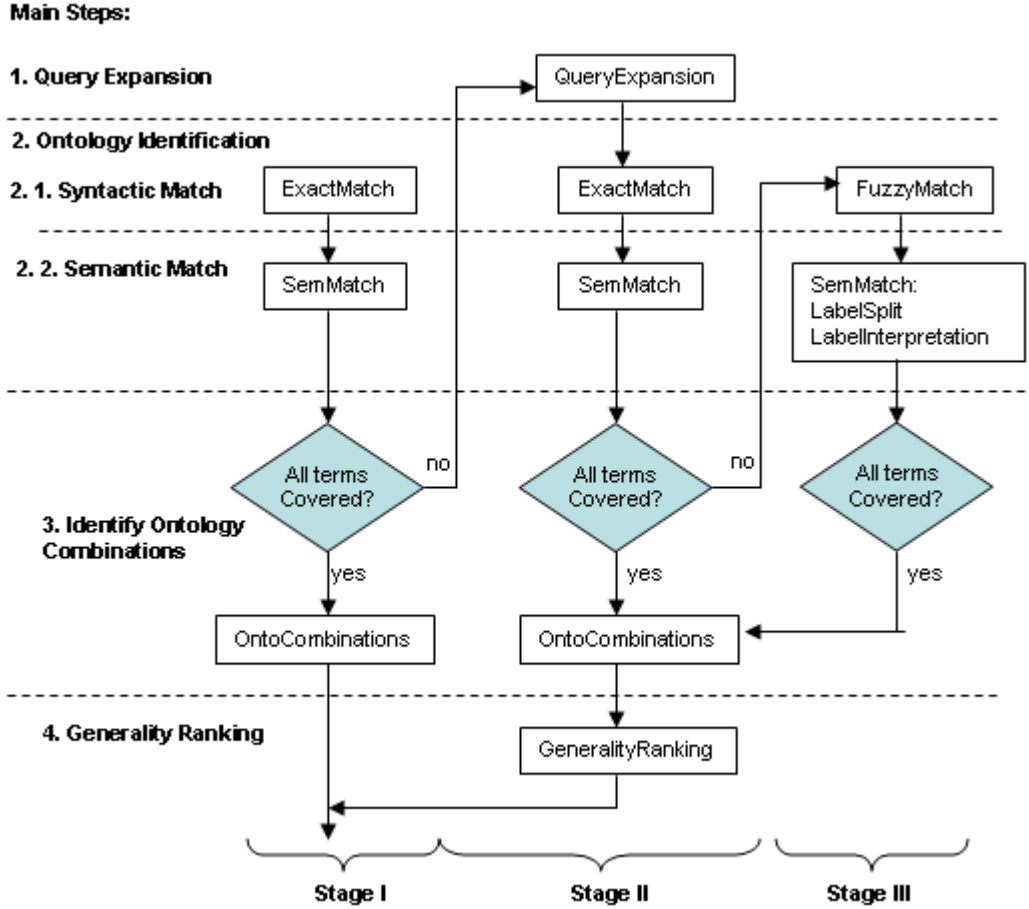 Main Steps:
1. Query Expansion
QueryExpansion
2. Ontology Identification
2. 1. Syntactic Match
ExactMatch
ExactMatch
FuzzyMatch
2. 2. Semantic Match
SemMatch
SemMatch
SemMatch:
LabelSplit
LabelInterpretation
All terms
Covered?
no
All terms
Covered?
no
All terms
Covered?
3. Identify Ontology
Combinations
yes
yes
yes
OntoCombinations
OntoCombinations
4. Generality Ranking
GeneralityRanking
Stage I
Stage II
Stage III